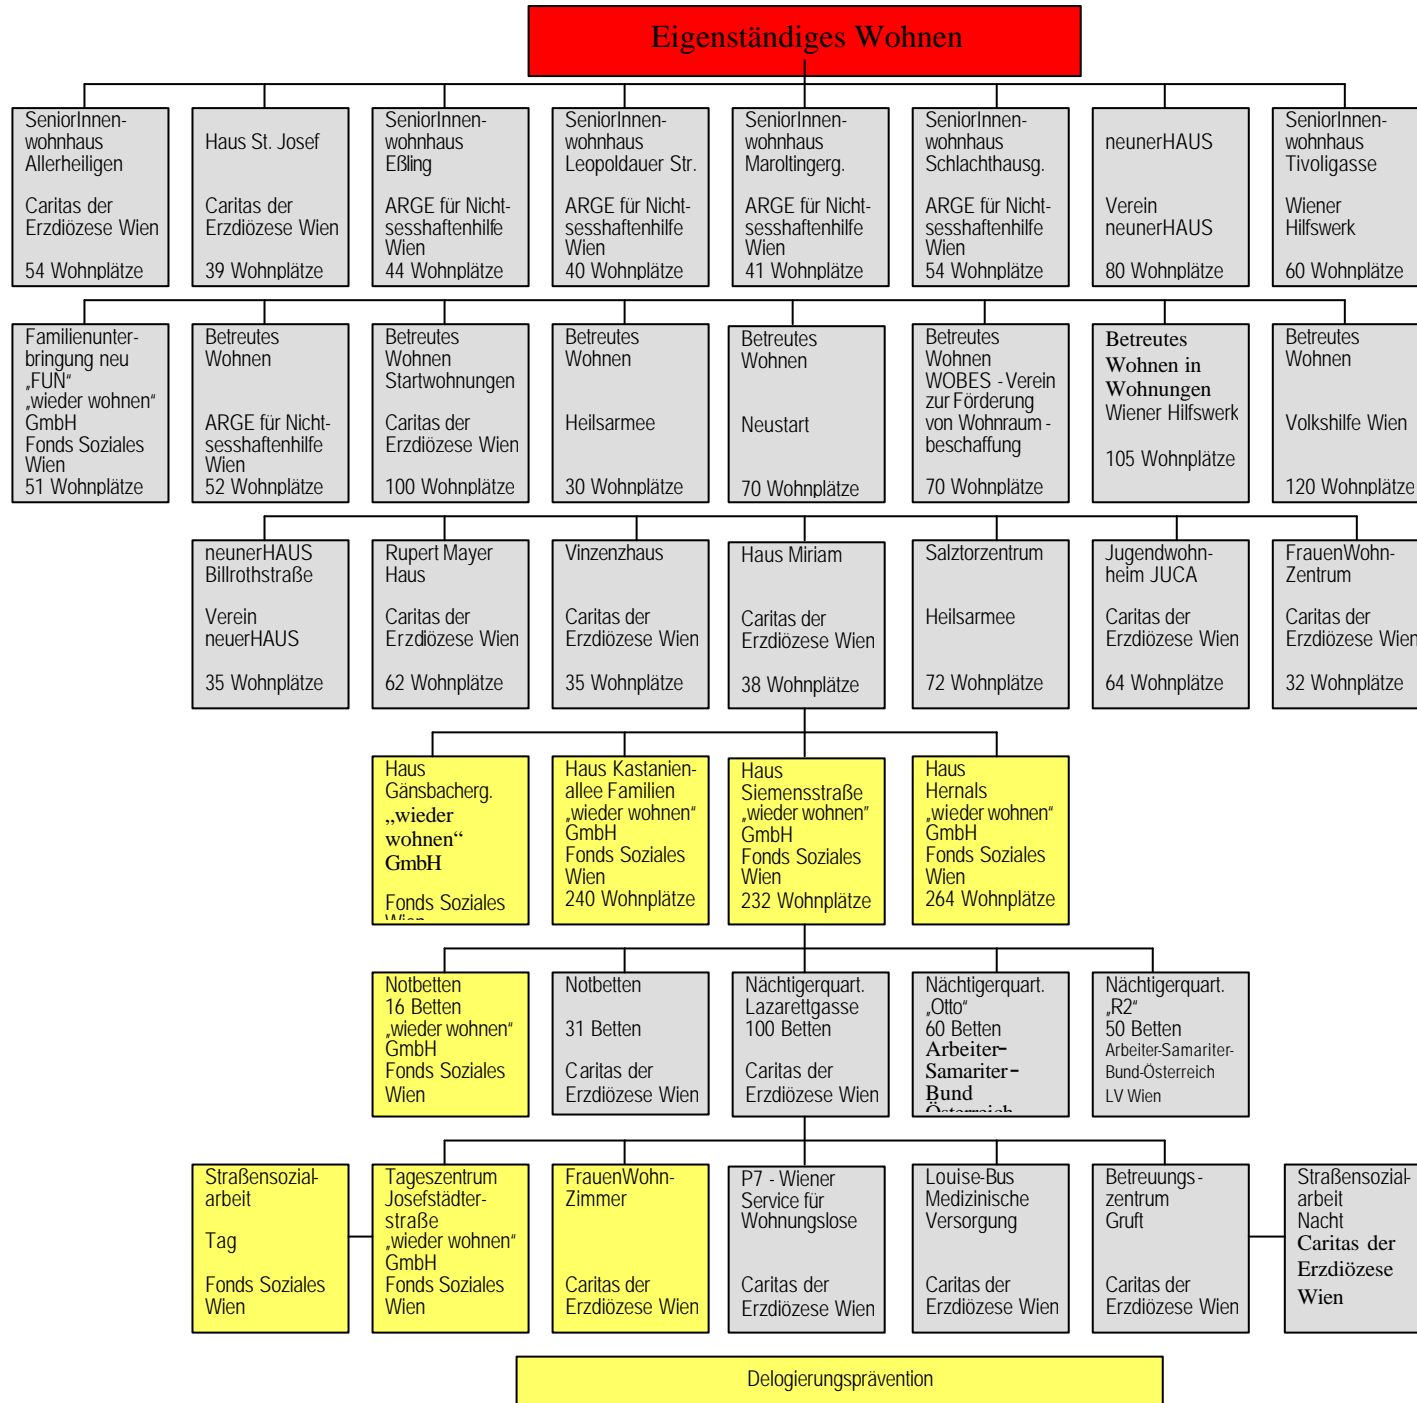 Eigenständiges Wohnen
SeniorInnen-
wohnhaus
Allerheiligen
Caritas der
Erzdiözese Wien
54 Wohnplätze
Haus St. Josef
Caritas der
Erzdiözese Wien
39 Wohnplätze
SeniorInnen-
wohnhaus
Eßling
ARGE für Nicht-
sesshaftenhilfe
Wien
44 Wohnplätze
SeniorInnen-
wohnhaus
Leopoldauer Str.
ARGE für Nicht-
sesshaftenhilfe
Wien
40 Wohnplätze
SeniorInnen-
wohnhaus
Maroltingerg.
ARGE für Nicht-
sesshaftenhilfe
Wien
41 Wohnplätze
SeniorInnen-
wohnhaus
Schlachthausg.
ARGE für Nicht-
sesshaftenhilfe
Wien
54 Wohnplätze
neunerHAUS
Verein
neunerHAUS
80 Wohnplätze
SeniorInnen-
wohnhaus
Tivoligasse
Wiener
Hilfswerk
60 Wohnplätze
Familienunter-
bringung neu
„FUN“
„wieder wohnen“
GmbH
Fonds Soziales
Wien
51 Wohnplätze
Betreutes
Wohnen
ARGE für Nicht-
sesshaftenhilfe
Wien
52 Wohnplätze
Betreutes
Wohnen
Startwohnungen
Caritas der
Erzdiözese Wien
100 Wohnplätze
Betreutes
Wohnen
Heilsarmee
30 Wohnplätze
Betreutes
Wohnen
Neustart
70 Wohnplätze
Betreutes
Wohnen
WOBES - Verein
zur Förderung
von Wohnraum -
beschaffung
70 Wohnplätze
Betreutes
Wohnen in
Wohnungen
Wiener Hilfswerk
105 Wohnplätze
Betreutes
Wohnen
Volkshilfe Wien
120 Wohnplätze
neunerHAUS
Billrothstraße
Verein
neuerHAUS
35 Wohnplätze
Rupert Mayer
Haus
Caritas der
Erzdiözese Wien
62 Wohnplätze
Vinzenzhaus
Caritas der
Erzdiözese Wien
35 Wohnplätze
Haus Miriam
Caritas der
Erzdiözese Wien
38 Wohnplätze
Salztorzentrum
Heilsarmee
72 Wohnplätze
Jugendwohn-
heim JUCA
Caritas der
Erzdiözese Wien
64 Wohnplätze
FrauenWohn-
Zentrum
Caritas der
Erzdiözese Wien
32 Wohnplätze
Haus
Gänsbacherg.
„wieder
wohnen“
GmbH
Fonds Soziales
Wien
Haus Kastanien-
allee Familien
„wieder wohnen“
GmbH
Fonds Soziales
Wien
240 Wohnplätze
Haus
Siemensstraße
„wieder wohnen“
GmbH
Fonds Soziales
Wien
232 Wohnplätze
Haus
Hernals
„wieder wohnen“
GmbH
Fonds Soziales
Wien
264 Wohnplätze
Notbetten
16 Betten
„wieder wohnen“
GmbH
Fonds Soziales
Wien
Notbetten
31 Betten
Caritas der
Erzdiözese Wien
Nächtigerquart.
Lazarettgasse
100 Betten
Caritas der
Erzdiözese Wien
Nächtigerquart.
„Otto“
60 Betten
Arbeiter-
Samariter-
Bund
Österreich
Nächtigerquart.
„R2“
50 Betten
Arbeiter-Samariter-
Bund-Österreich
LV Wien
Straßensozial-
arbeit
Tag
Fonds Soziales
Wien
Tageszentrum
Josefstädter-
straße
„wieder wohnen“
GmbH
Fonds Soziales
Wien
FrauenWohn-
Zimmer
Caritas der
Erzdiözese Wien
P7 - Wiener
Service für
Wohnungslose
Caritas der
Erzdiözese Wien
Louise-Bus
Medizinische
Versorgung
Caritas der
Erzdiözese Wien
Betreuungs -
zentrum
Gruft
Caritas der
Erzdiözese Wien
Straßensozial-
arbeit
Nacht
Caritas der
Erzdiözese
Wien
Delogierungsprävention